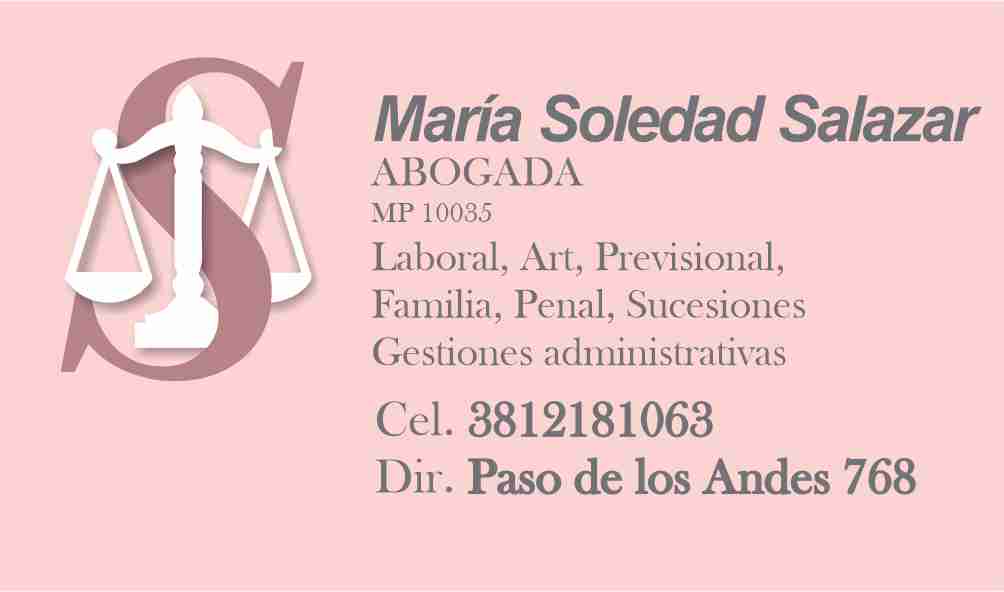 S
María Soledad Salazar
ABOGADA
MP 10035
Laboral, Art, Previsional,
Familia, Penal, Sucesiones
Gestiones administrativas
Cel. 3812181063
Dir. Paso de los Andes 768